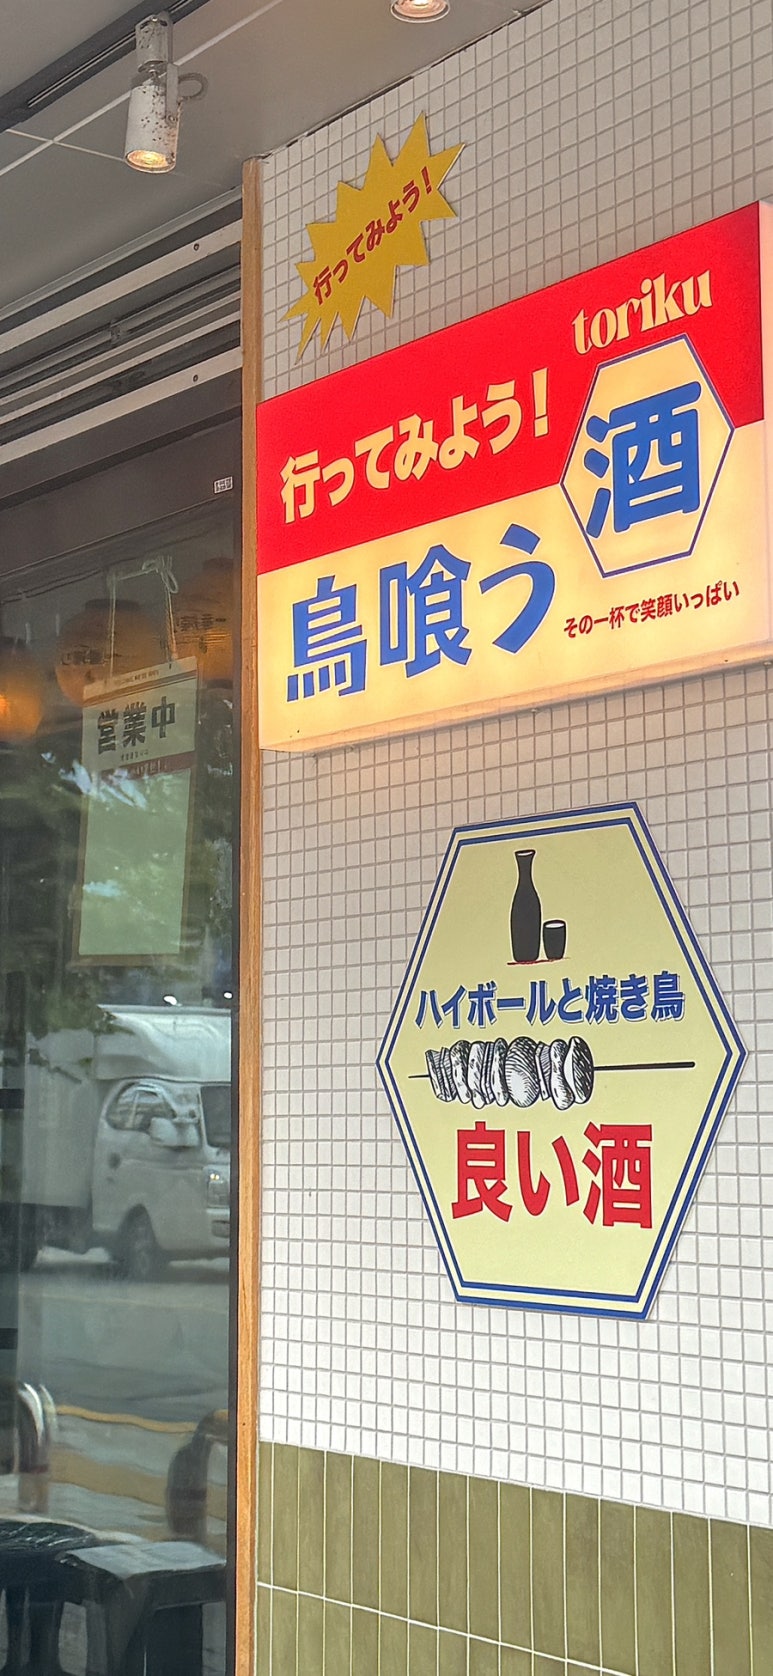 行ってみよう!
toriku
行ってみよう!
酒
鳥喰う
その一杯で笑顔いっぱい
営業中
ハイボールと焼き鳥
良い酒